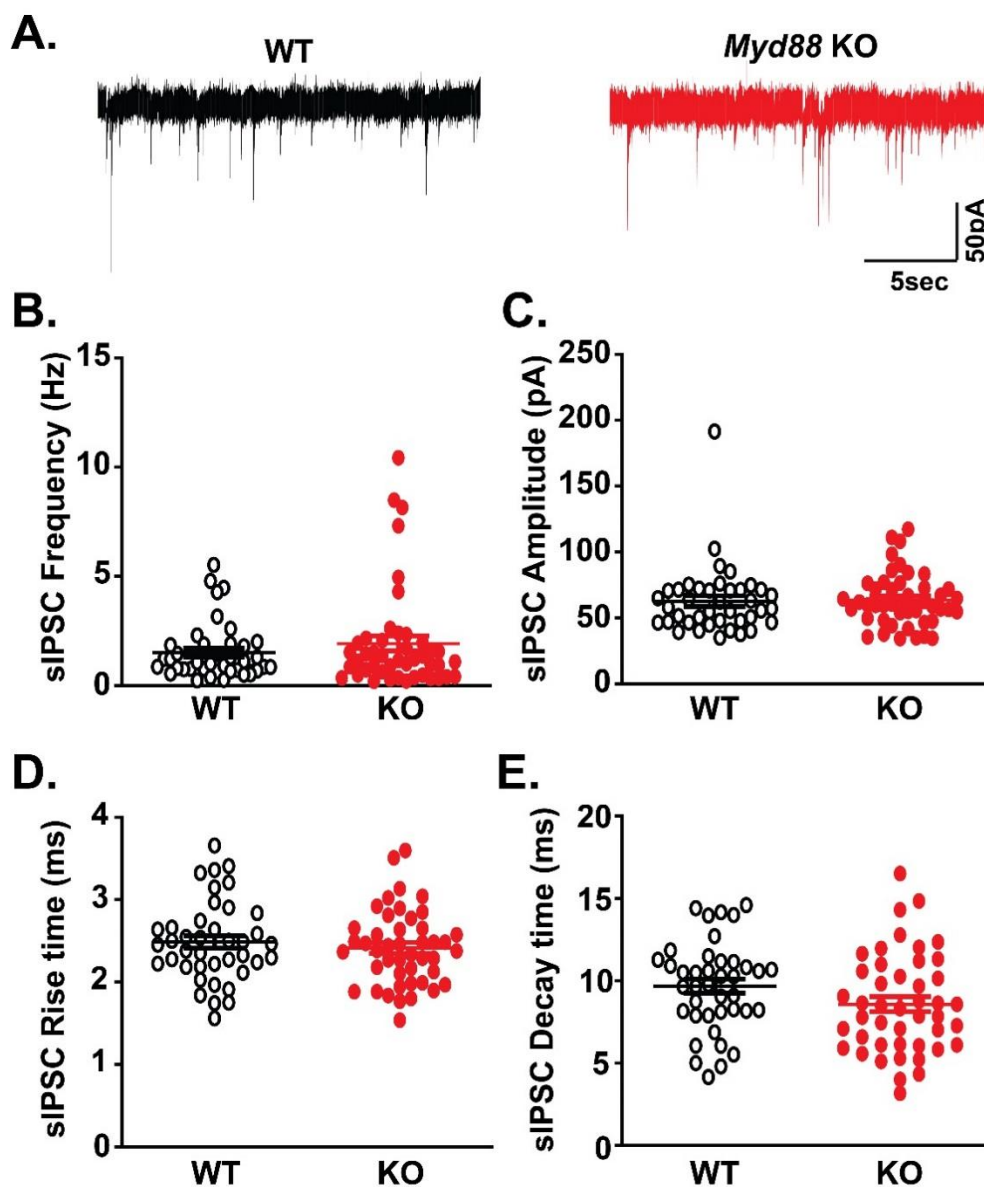 A.
WT
Myd88 KO
50pA
5sec
B.
sIPSC Frequency (Hz)
15
10
5
0
WT
KO
C.
sIPSC Amplitude (pA)
250
200
150
100
50
0
WT
KO
D.
sIPSC Rise time (ms)
4
3
2
1
0
WT
KO
E.
sIPSC Decay time (ms)
20
15
10
5
0
WT
KO